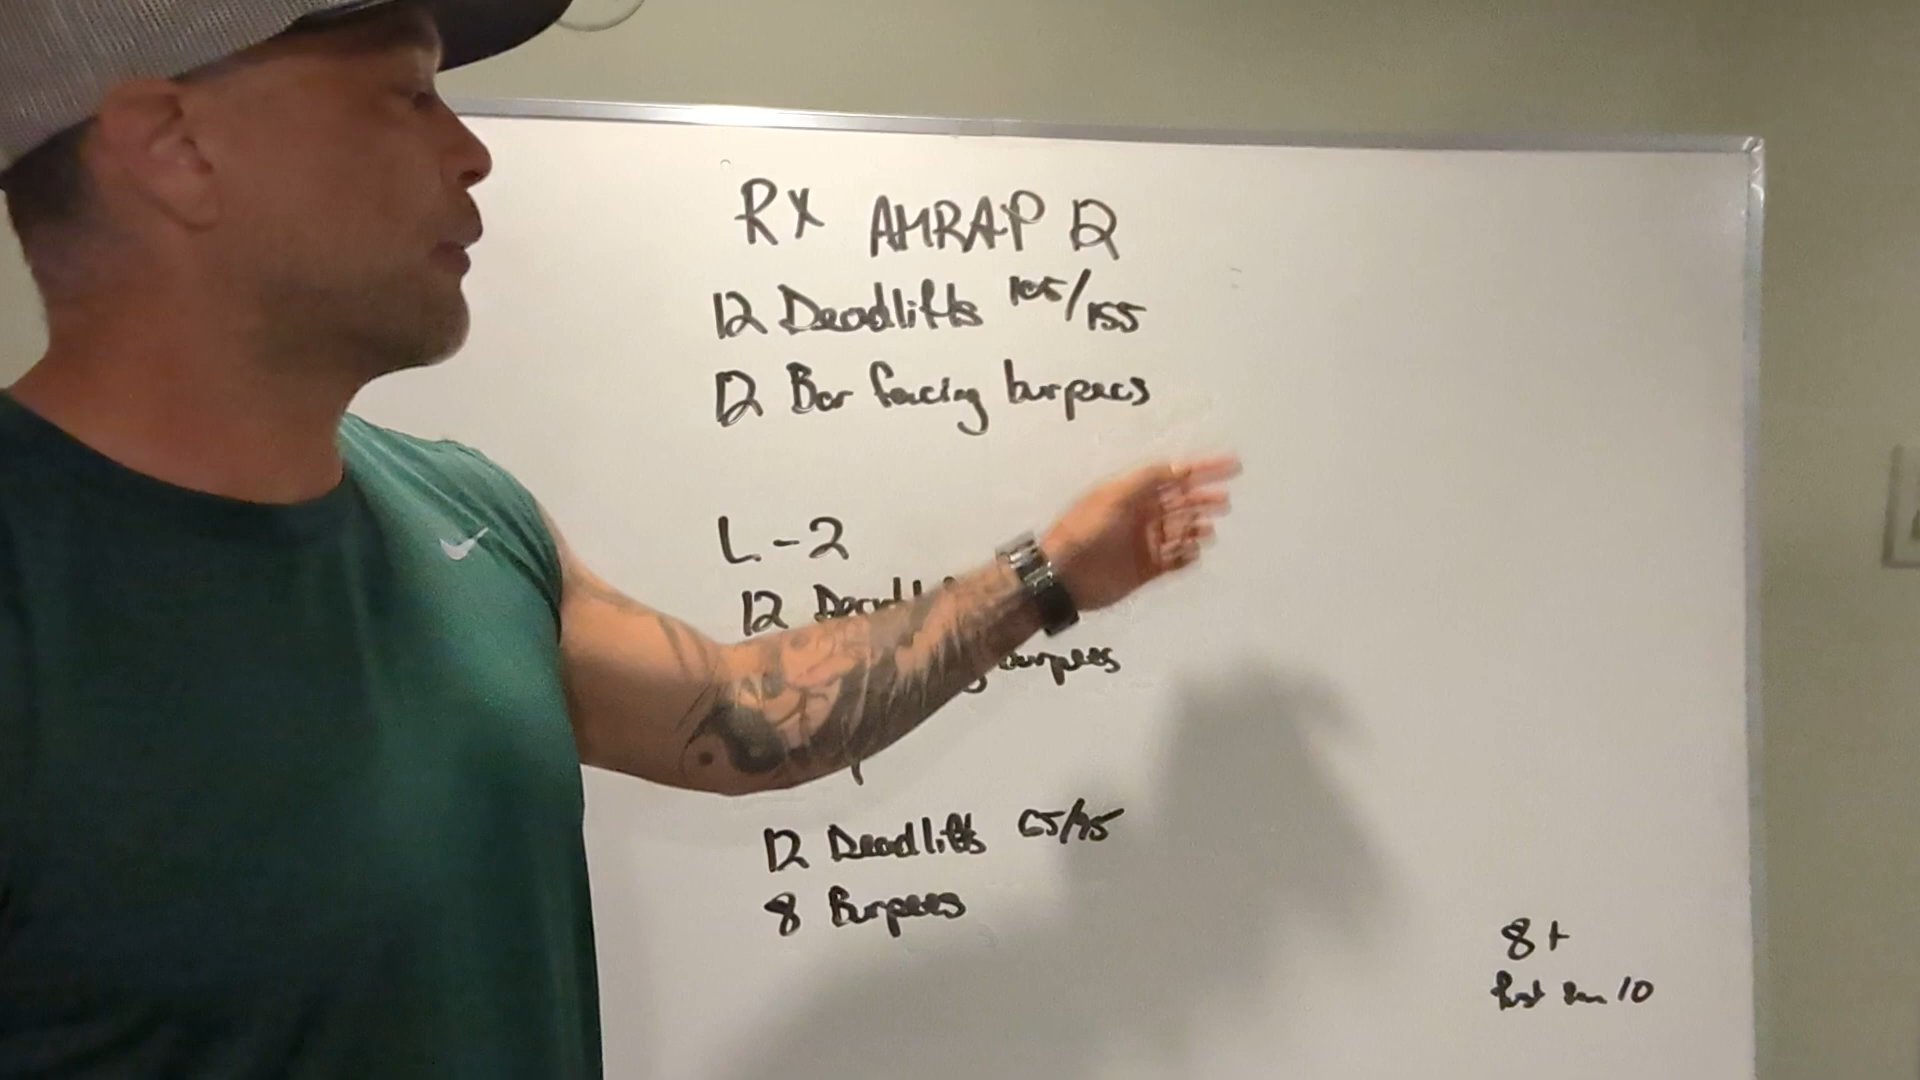 RX AMRAP 12
12 Deadlifts 105/155
12 Bar facing burpees
L-2
12
burpees
12 Deadlifts 65/95
8 Burpees
8+
10